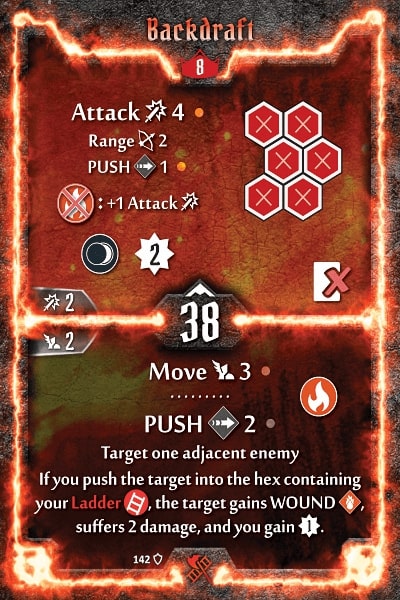 Backdraft
8
Attack 4
Range 2
PUSH 1
: +1 Attack
2
2
38
2
Move 3
PUSH 2
Target one adjacent enemy
If you push the target into the hex containing
your Ladder , the target gains WOUND ,
suffers 2 damage, and you gain 1.
142